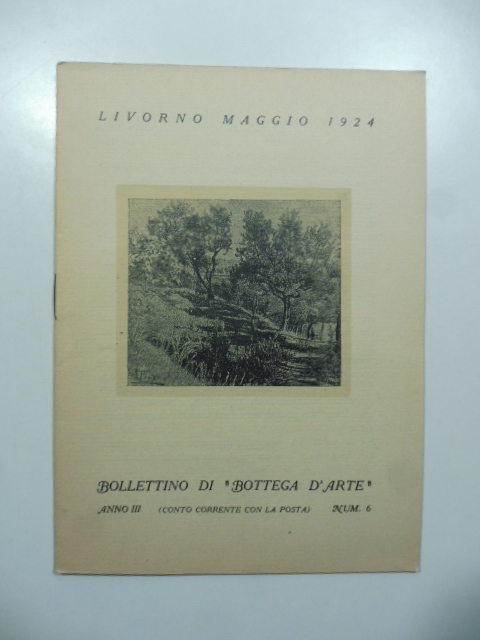 LIVORNO MAGGIO 1924
BOLLETTINO DI "BOTTEGA D'ARTE"
ANNO III (CONTO CORRENTE CON LA POSTA) NUM. 6